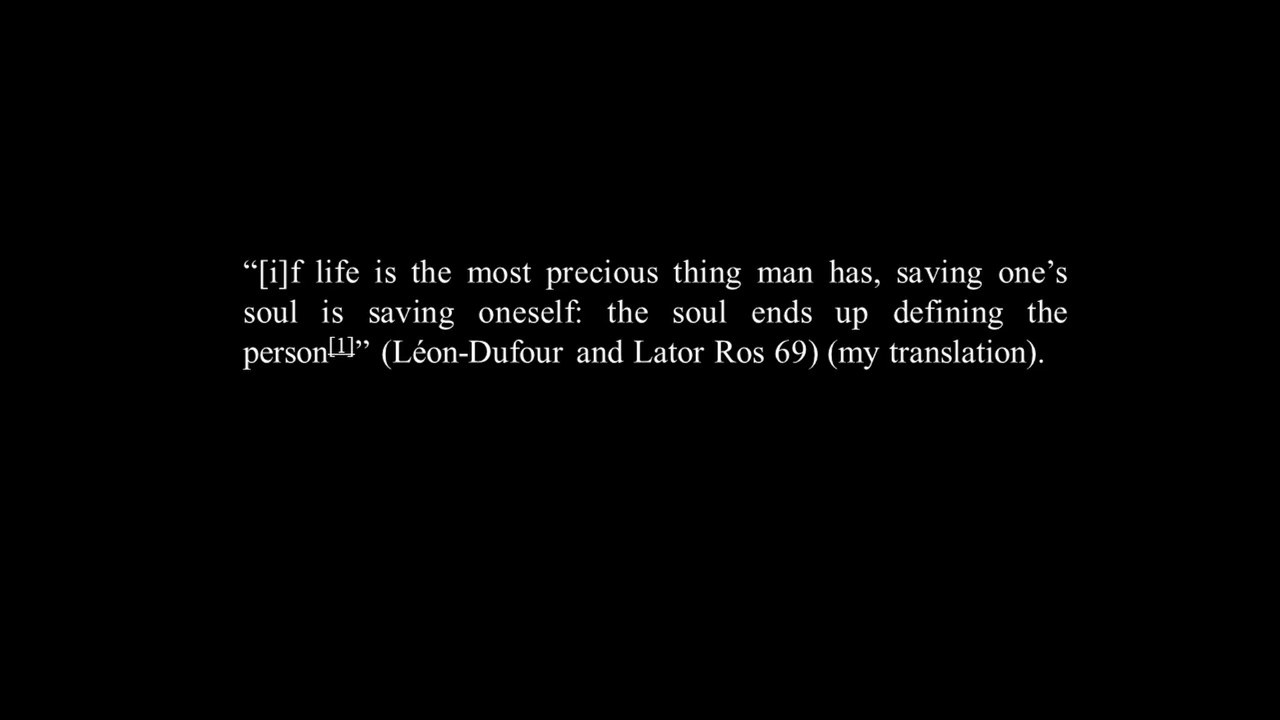 “[i]f life is the most precious thing man has, saving one’s
soul is saving oneself: the soul ends up defining the
person[1]” (Léon-Dufour and Lator Ros 69) (my translation).